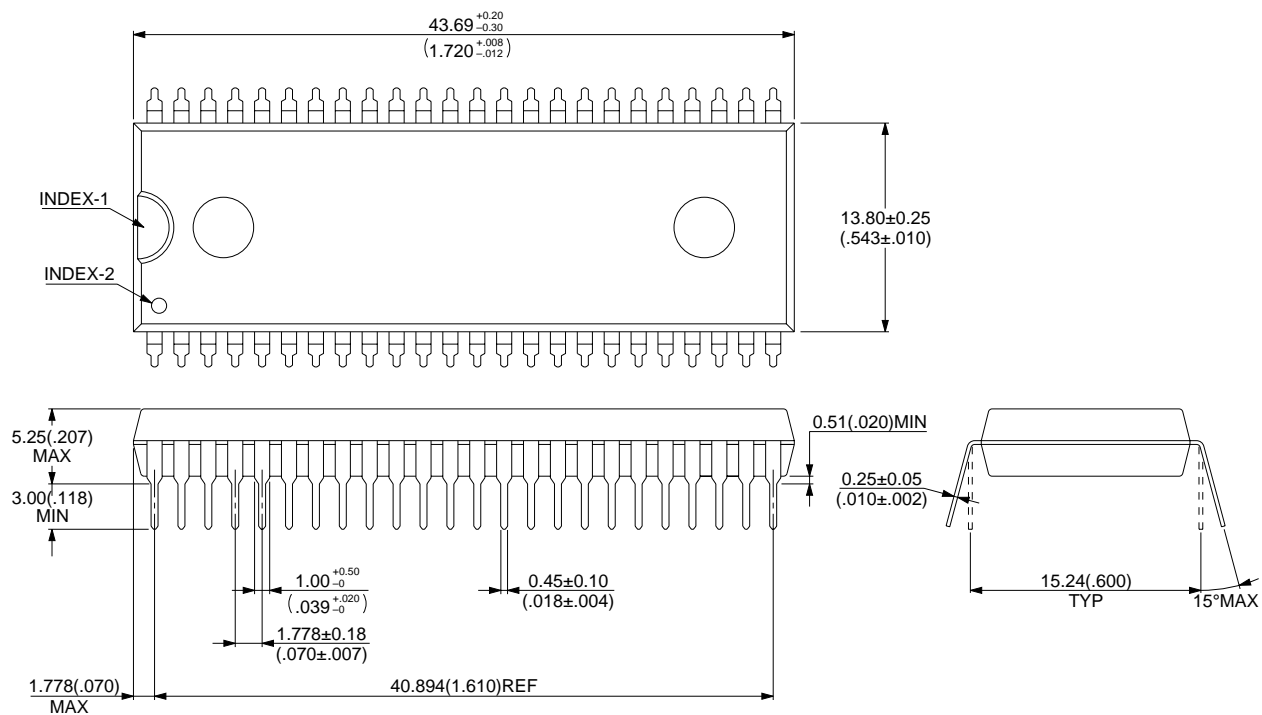 43.69 +0.20 –0.30
(1.720 +.008 –.012)
INDEX-1
13.80±0.25
(.543±.010)
INDEX-2
5.25(.207)
MAX
0.51(.020)MIN
3.00(.118)
MIN
0.25±0.05
(.010±.002)
1.00 +0.50 –0
(.039 +.020 –0)
0.45±0.10
(.018±.004)
15.24(.600)
TYP
15°MAX
1.778±0.18
(.070±.007)
1.778(.070)
MAX
40.894(1.610)REF